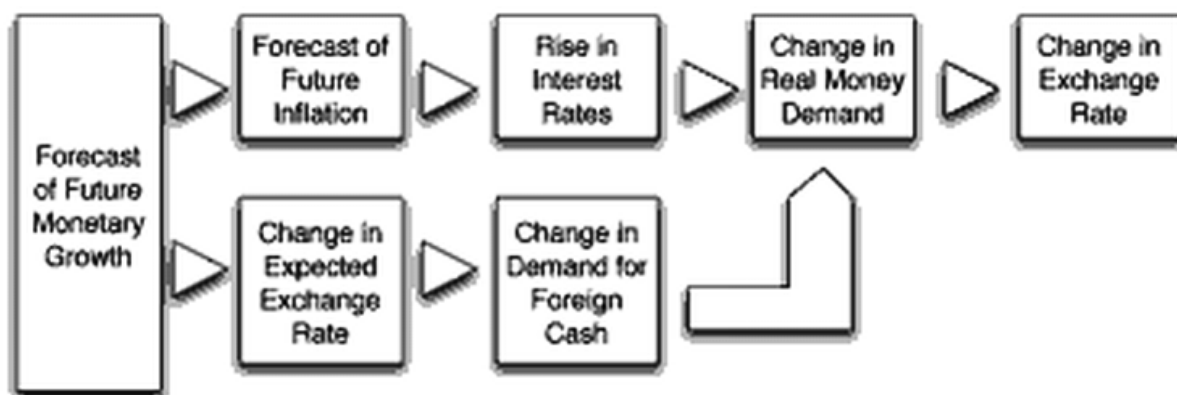 Forecast
of Future
Monetary
Growth
Forecast of
Future
Inflation
Rise in
Interest
Rates
Change in
Real Money
Demand
Change in
Exchange
Rate
Change in
Expected
Exchange
Rate
Change in
Demand for
Foreign
Cash